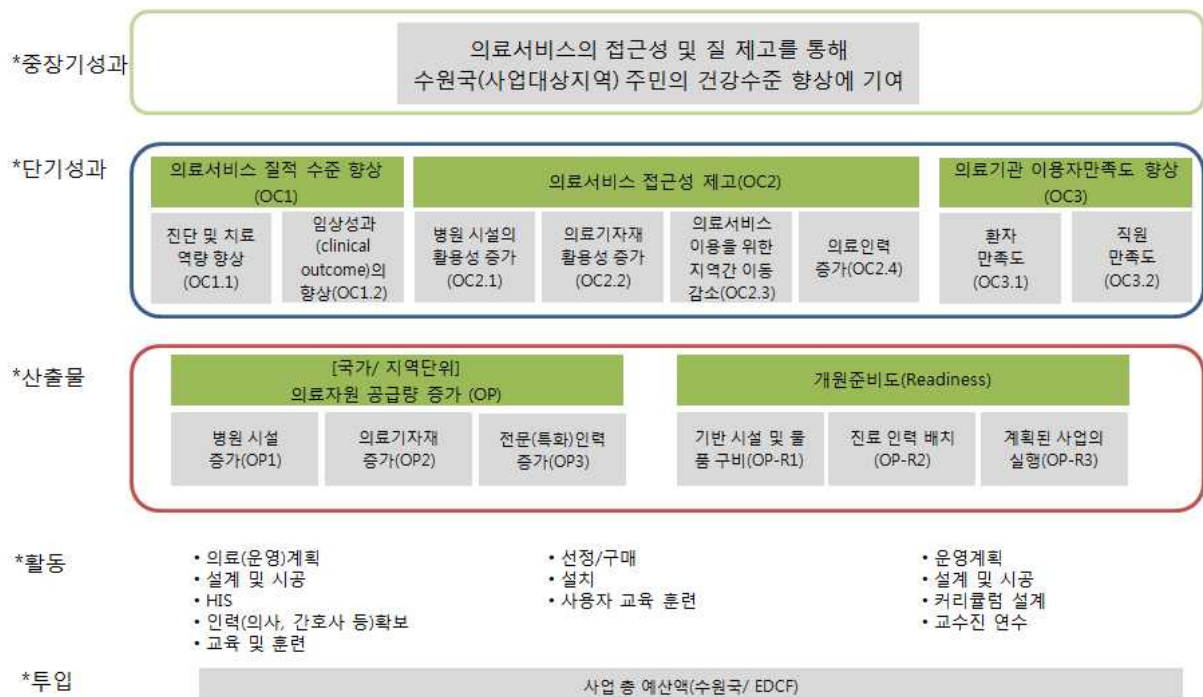 *중장기성과
의료서비스의 접근성 및 질 제고를 통해
수원국(사업대상지역) 주민의 건강수준 향상에 기여
*단기성과
의료서비스 질적 수준 향상
(OC1)
진단 및 치료
역량 향상
(OC1.1)
임상성과
(clinical
outcome)의
향상(OC1.2)
의료서비스 접근성 제고(OC2)
병원 시설의
활용성 증가
(OC2.1)
의료기자재
활용성 증가
(OC2.2)
의료서비스
이용을 위한
지역간 이동
감소(OC2.3)
의료인력
증가(OC2.4)
의료기관 이용자만족도 향상
(OC3)
환자
만족도
(OC3.1)
직원
만족도
(OC3.2)
*산출물
[국가/ 지역단위]
의료자원 공급량 증가 (OP)
병원 시설
증가(OP1)
의료기자재
증가(OP2)
전문(특화)인력
증가(OP3)
개원준비도(Readiness)
기반 시설 및 물
품 구비(OP-R1)
진료 인력 배치
(OP-R2)
계획된 사업의
실행(OP-R3)
*활동
• 의료(운영)계획
• 설계 및 시공
• HIS
• 인력(의사, 간호사 등)확보
• 교육 및 훈련
• 선정/구매
• 설치
• 사용자 교육 훈련
• 운영계획
• 설계 및 시공
• 커리큘럼 설계
• 교수진 연수
*투입
사업 총 예산액(수원국/ EDCF)